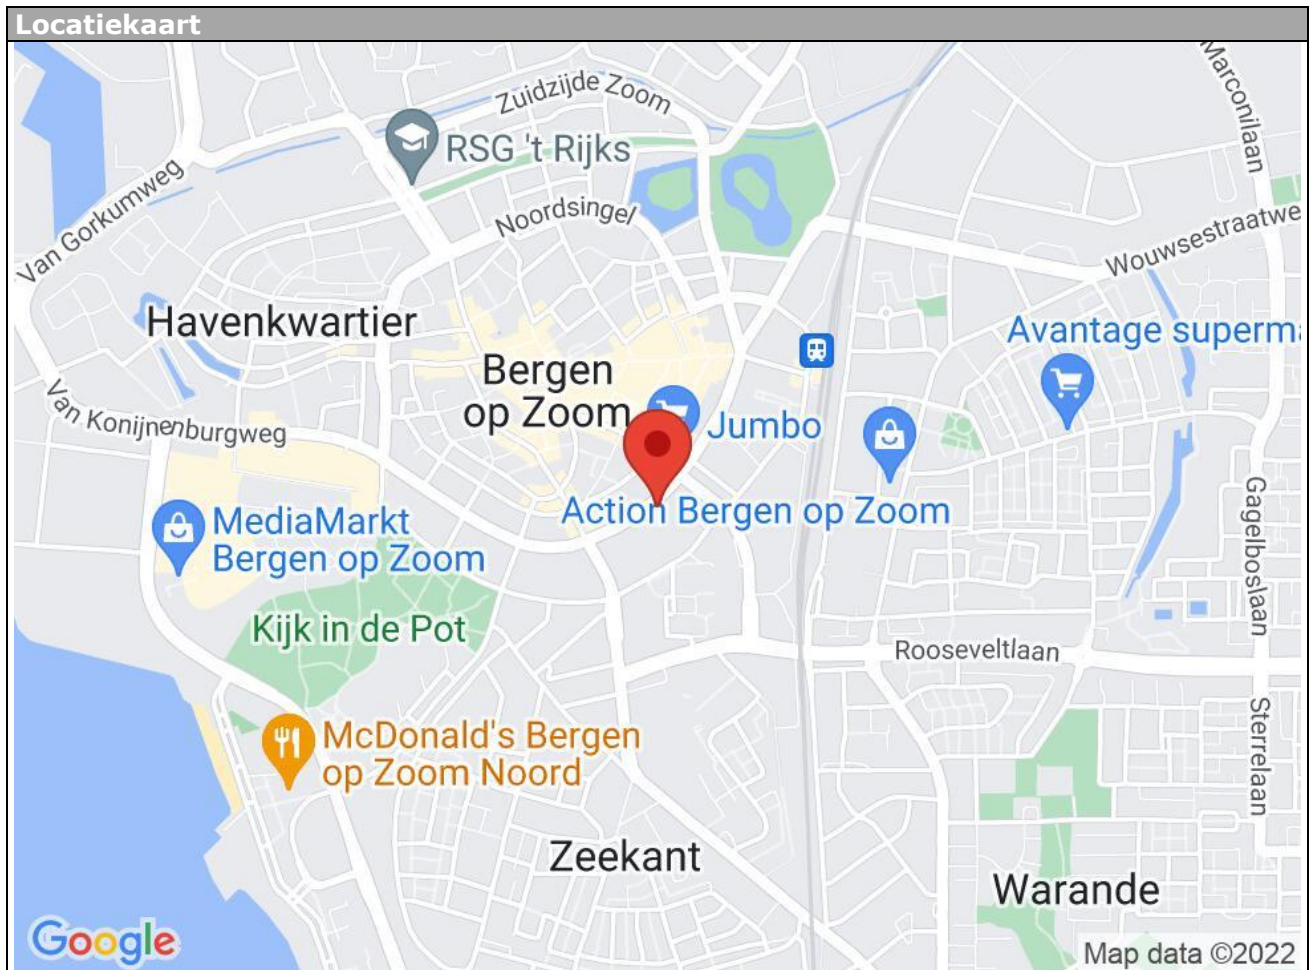 Locatiekaart
Marconilaan
Zuidzijde Zoom
RSG 't Rijks
Van Gorkumweg
Noordsingel
Wouwsestraatwe
Havenkwartier
Avantage superma
Bergen
op Zoom
Van Konijnenburgweg
Jumbo
Action Bergen op Zoom
MediaMarkt
Bergen op Zoom
Gagelboslaan
Kijk in de Pot
Rooseveltlaan
Sterrelaan
McDonald's Bergen
op Zoom Noord
Zeekant
Warande
Google
Map data ©2022